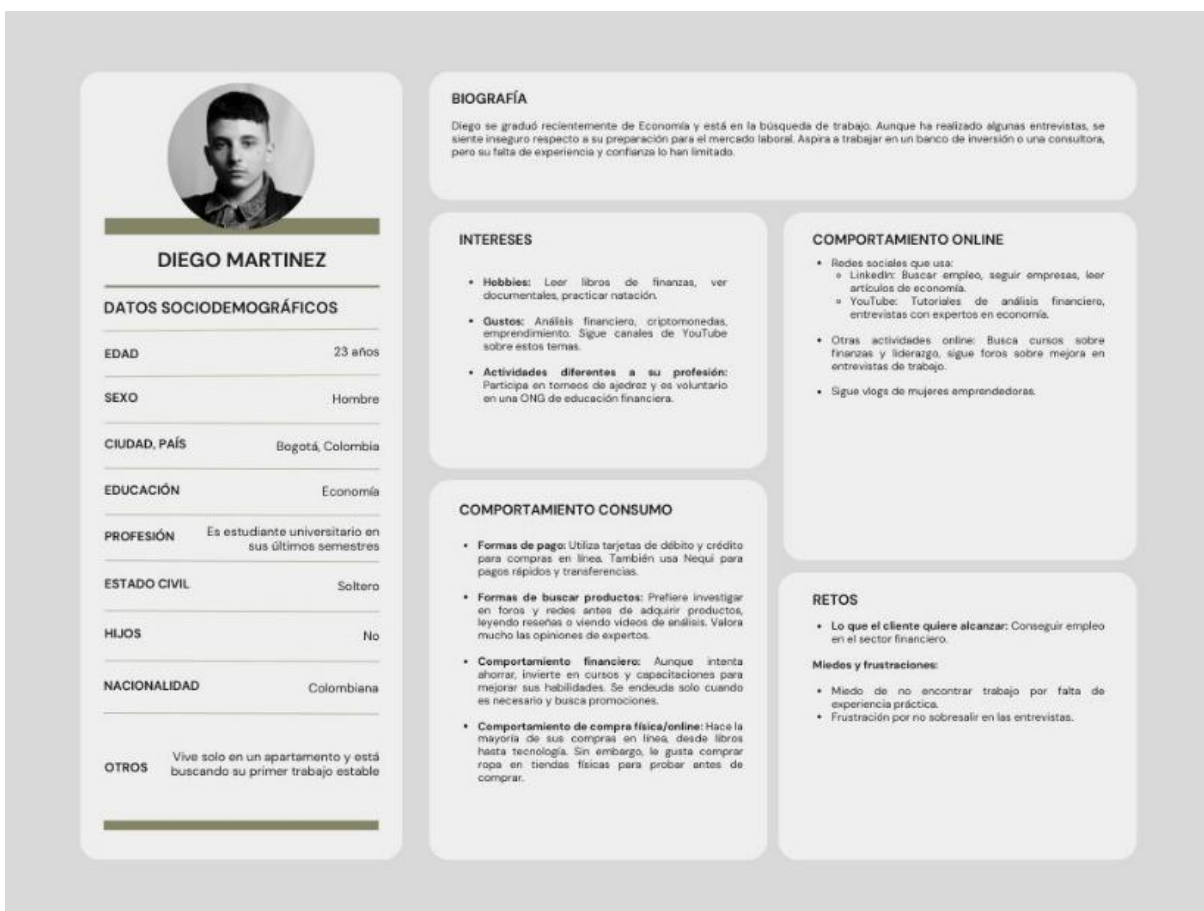 DIEGO MARTINEZ
DATOS SOCIODEMOGRÁFICOS
EDAD 23 años
SEXO Hombre
CIUDAD, PAÍS Bogotá, Colombia
EDUCACIÓN Economía
PROFESIÓN Es estudiante universitario en
sus últimos semestres
ESTADO CIVIL Soltero
HIJOS No
NACIONALIDAD Colombiana
OTROS Vive solo en un apartamento y está
buscando su primer trabajo estable
BIOGRAFÍA
Diego se graduó recientemente de Economía y está en la búsqueda de trabajo. Aunque ha realizado algunas entrevistas, se
siente inseguro respecto a su preparación para el mercado laboral. Aspira a trabajar en un banco de inversión o una consultora,
pero su falta de experiencia y confianza lo han limitado.
INTERESES
• Hobbies: Leer libros de finanzas, ver
documentales, practicar natación.
• Gustos: Análisis financiero, criptomonedas,
emprendimiento. Sigue canales de YouTube
sobre estos temas.
• Actividades diferentes a su profesión:
Participa en torneos de ajedrez y es voluntario
en una ONG de educación financiera.
COMPORTAMIENTO ONLINE
• Redes sociales que usa:
○ LinkedIn: Buscar empleo, seguir empresas, leer
artículos de economía.
○ YouTube: Tutoriales de análisis financiero,
entrevistas con expertos en economía.
• Otras actividades online: Busca cursos sobre
finanzas y liderazgo, sigue foros sobre mejora en
entrevistas de trabajo.
• Sigue vlogs de mujeres emprendedoras.
COMPORTAMIENTO CONSUMO
• Formas de pago: Utiliza tarjetas de débito y crédito
para compras en línea. También usa Nequi para
pagos rápidos y transferencias.
• Formas de buscar productos: Prefiere investigar
en foros y redes antes de adquirir productos,
leyendo reseñas o viendo videos de análisis. Valora
mucho las opiniones de expertos.
• Comportamiento financiero: Aunque intenta
ahorrar, invierte en cursos y capacitaciones para
mejorar sus habilidades. Se endeuda solo cuando
es necesario y busca promociones.
• Comportamiento de compra física/online: Hace la
mayoría de sus compras en línea, desde libros
hasta tecnología. Sin embargo, le gusta comprar
ropa en tiendas físicas para probar antes de
comprar.
RETOS
• Lo que el cliente quiere alcanzar: Conseguir empleo
en el sector financiero.
Miedos y frustraciones:
• Miedo de no encontrar trabajo por falta de
experiencia práctica.
• Frustración por no sobresalir en las entrevistas.